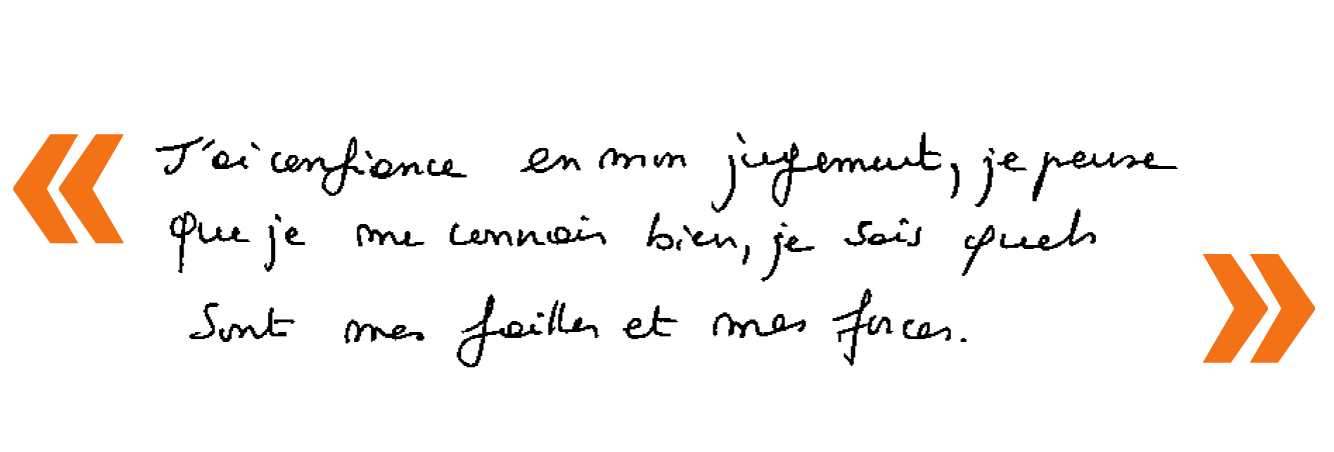 « J'ai confiance en mon jugement, je pense
que je me connais bien, je sais quels
sont mes failles et mes forces. »